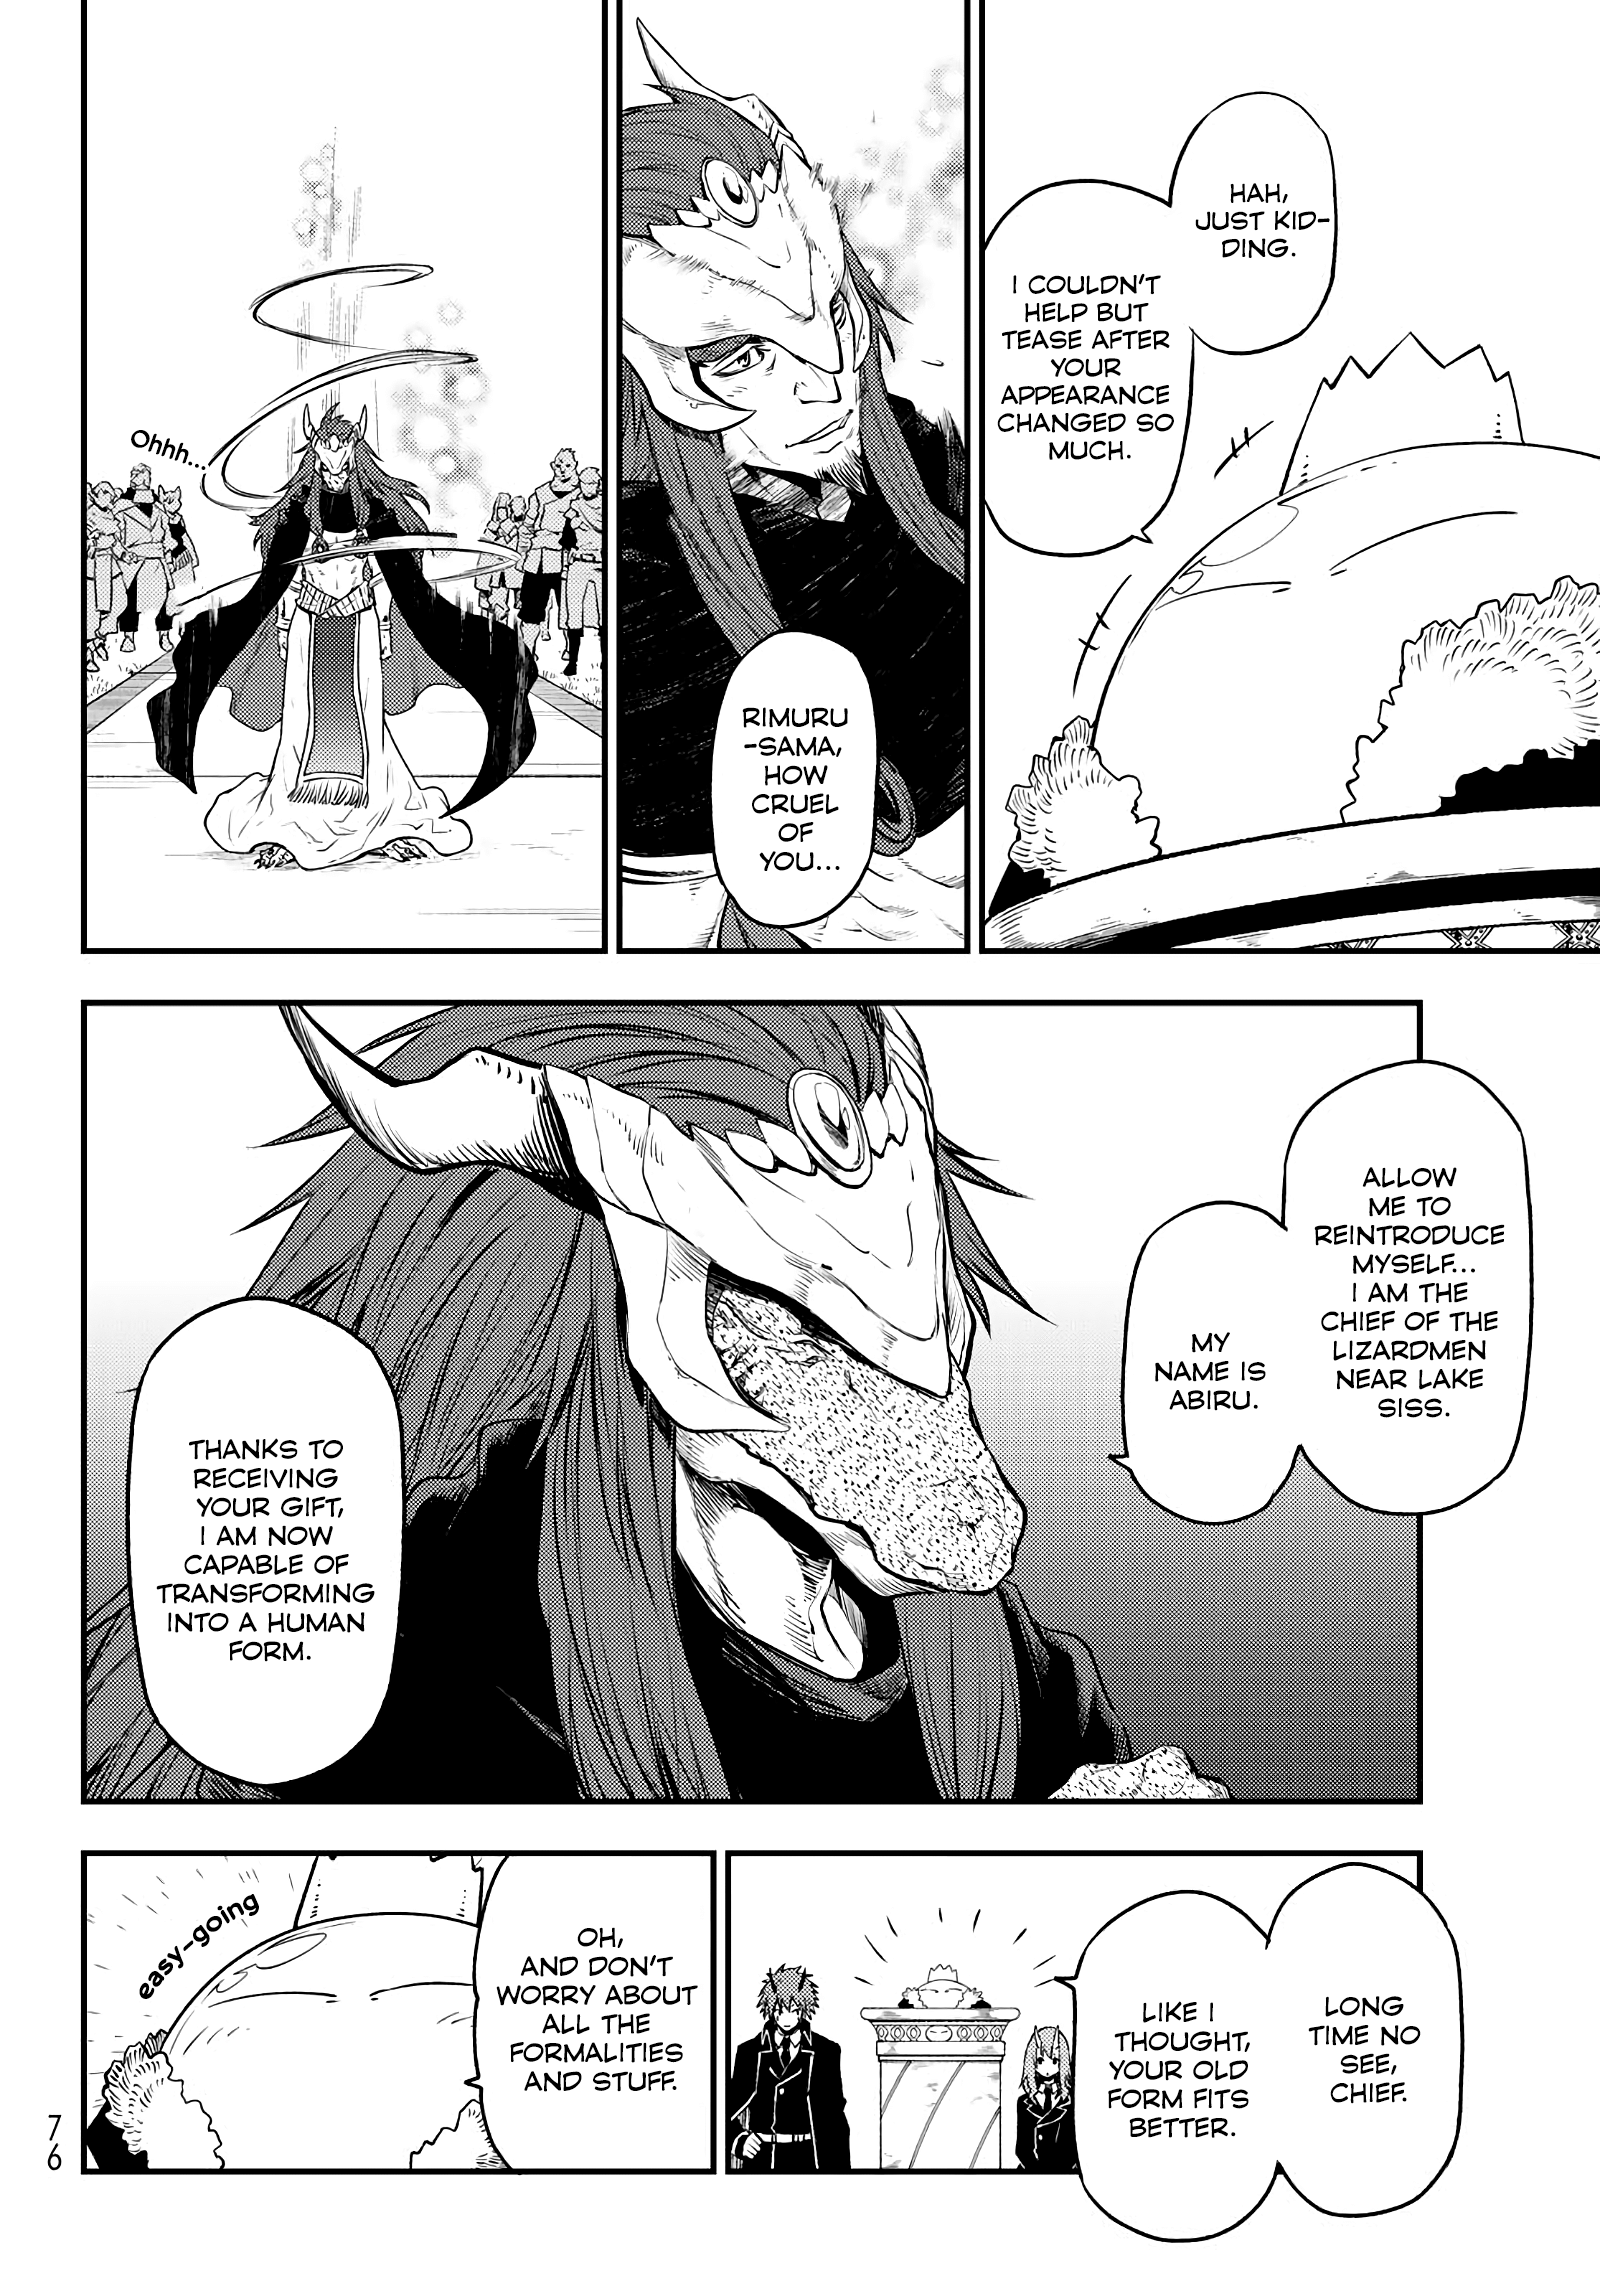 HAH,
JUST KID-
DING.
I COULDN'T
HELP BUT
TEASE AFTER
YOUR
APPEARANCE
CHANGED SO
MUCH.
RIMURU
-SAMA,
HOW
CRUEL
OF
YOU...
Ohhh...
ALLOW
ME TO
REINTRODUCE
MYSELF...
I AM THE
CHIEF OF THE
LIZARDMEN
NEAR LAKE
SISS.
MY
NAME IS
ABIRU.
THANKS TO
RECEIVING
YOUR GIFT,
I AM NOW
CAPABLE OF
TRANSFORMING
INTO A HUMAN
FORM.
LONG
TIME NO
SEE,
CHIEF.
LIKE I
THOUGHT,
YOUR OLD
FORM FITS
BETTER.
OH,
AND DON'T
WORRY ABOUT
ALL THE
FORMALITIES
AND STUFF.
easy-going
76